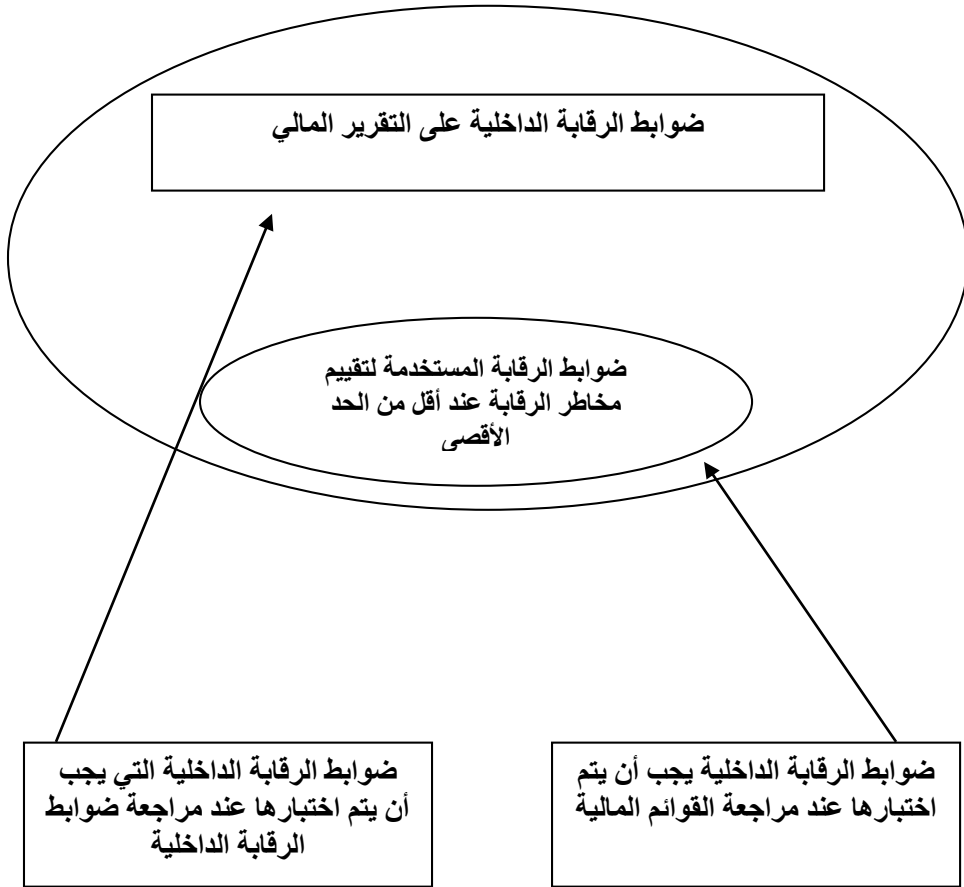 ضوابط الرقابة الداخلية على التقرير المالي
ضوابط الرقابة المستخدمة لتقييم
مخاطر الرقابة عند أقل من الحد
الأقصى
ضوابط الرقابة الداخلية التي يجب
أن يتم اختبارها عند مراجعة ضوابط
الرقابة الداخلية
ضوابط الرقابة الداخلية يجب أن يتم
اختبارها عند مراجعة القوائم المالية